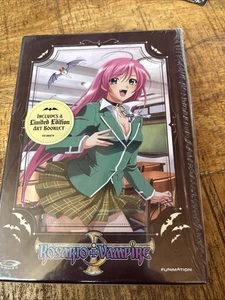 INCLUDES A
Limited Edition
ART BOOKLET
ROSARIO + VAMPIRE
FUNIMATION